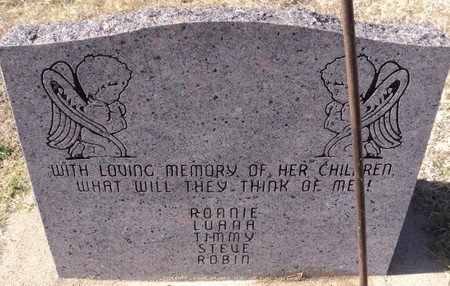 WITH LOVING MEMORY OF HER CHILDREN.
WHAT WILL THEY THINK OF ME!
RONNIE
LUANA
TIMMY
STEVE
ROBIN